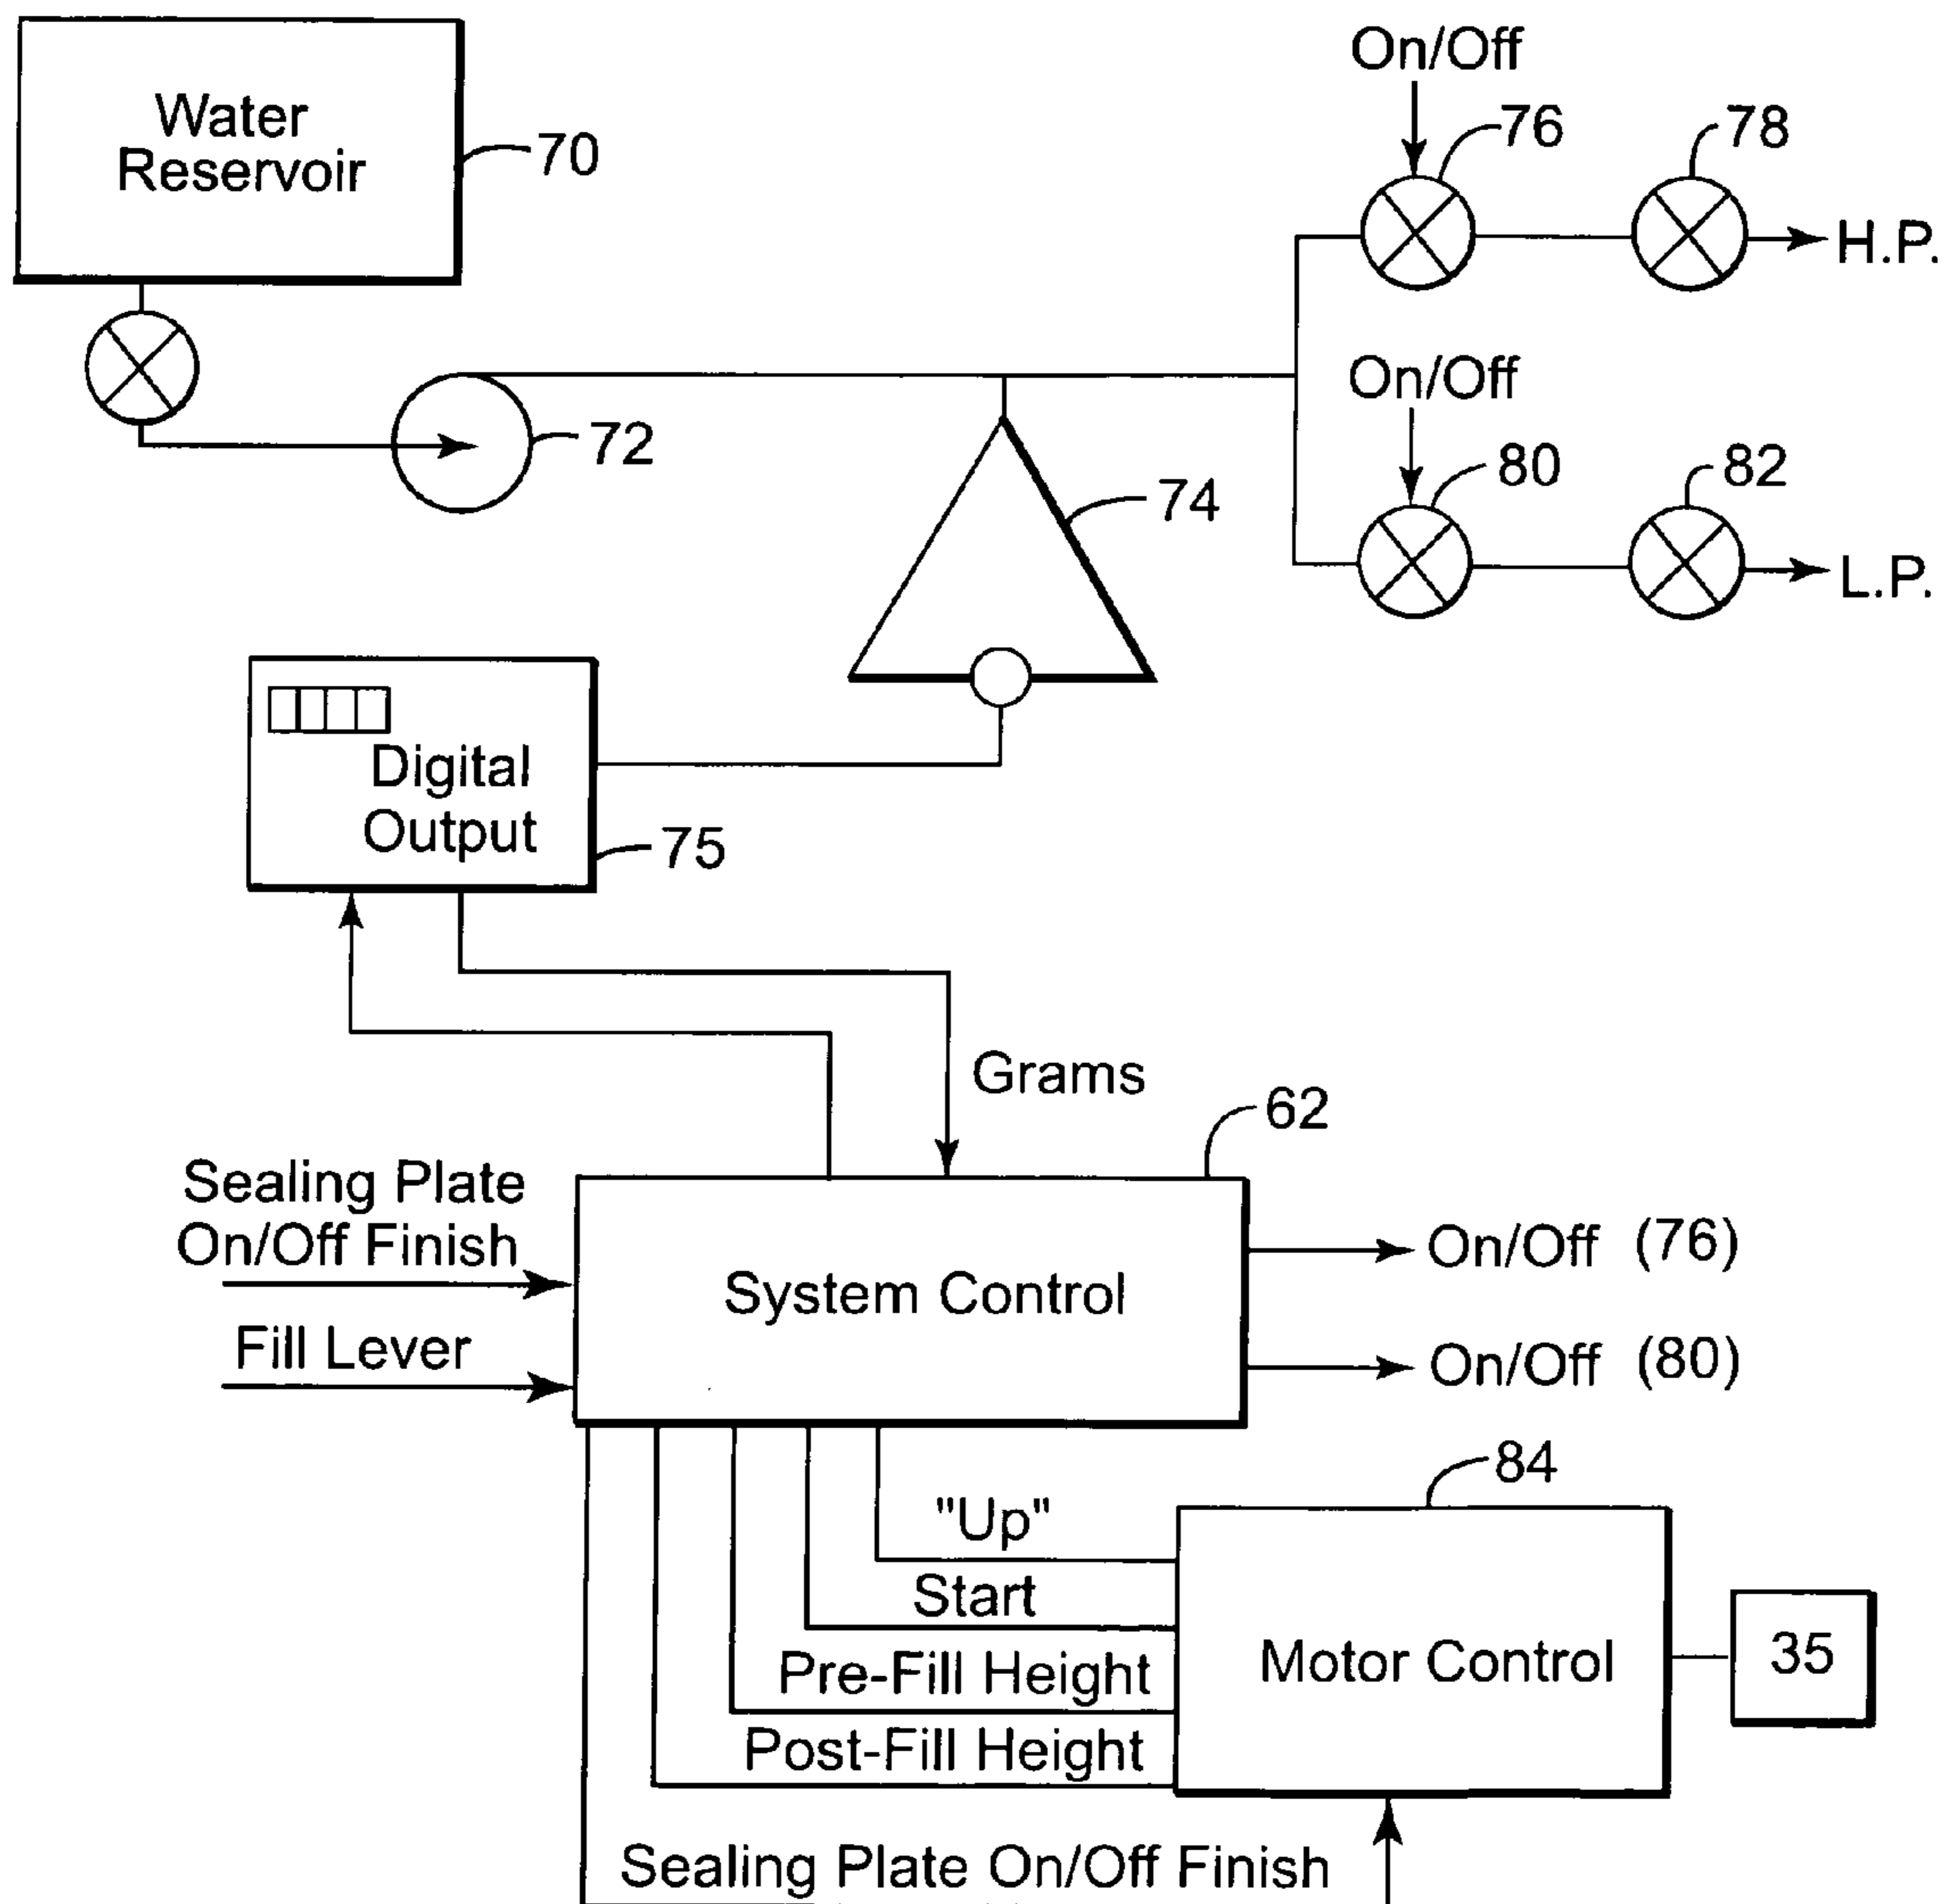 On/Off
Water
Reservoir
70
76
78
H.P.
On/Off
72
80
82
74
L.P.
Digital
Output
75
Grams
62
Sealing Plate
On/Off Finish
On/Off (76)
System Control
Fill Lever
On/Off (80)
84
"Up"
Start
Pre-Fill Height
Motor Control
35
Post-Fill Height
Sealing Plate On/Off Finish